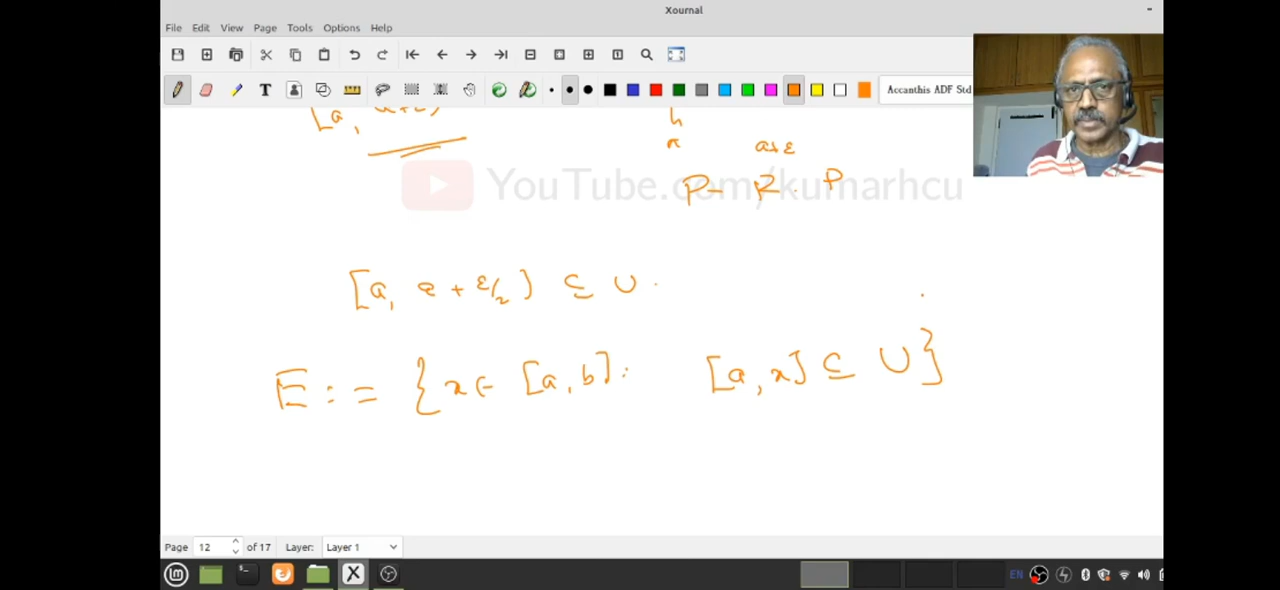 Xournal
File Edit View Page Tools Options Help
Accanthis ADF Std
[a, a+ε)
h
x
a+ε
P – R. P
YouTube.com/kumarhcu
[a, a + ε/2) ⊆ U.
E := { x ∈ [a, b] : [a, x] ⊆ U }
Page 12 of 17 Layer: Layer 1
EN